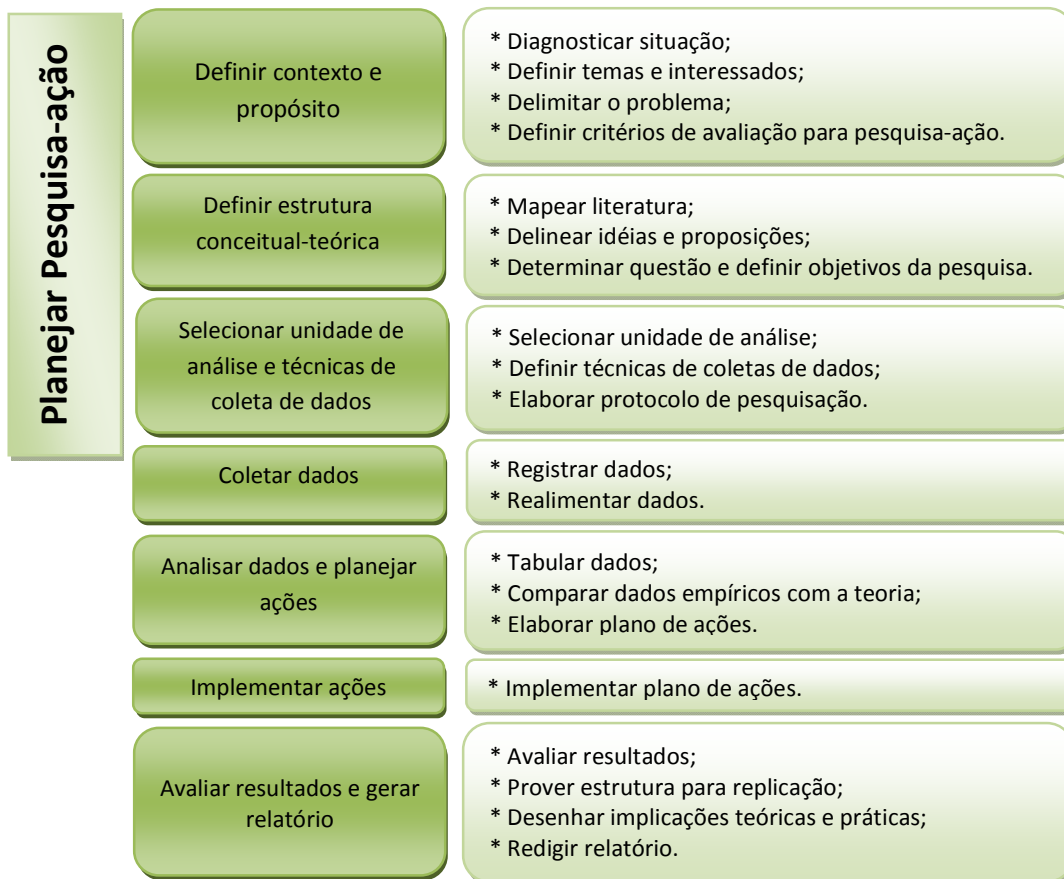 Planejar Pesquisa-ação
Definir contexto e
propósito
* Diagnosticar situação;
* Definir temas e interessados;
* Delimitar o problema;
* Definir critérios de avaliação para pesquisa-ação.
Definir estrutura
conceitual-teórica
* Mapear literatura;
* Delinear idéias e proposições;
* Determinar questão e definir objetivos da pesquisa.
Selecionar unidade de
análise e técnicas de
coleta de dados
* Selecionar unidade de análise;
* Definir técnicas de coletas de dados;
* Elaborar protocolo de pesquisação.
Coletar dados
* Registrar dados;
* Realimentar dados.
Analisar dados e planejar
ações
* Tabular dados;
* Comparar dados empíricos com a teoria;
* Elaborar plano de ações.
Implementar ações
* Implementar plano de ações.
Avaliar resultados e gerar
relatório
* Avaliar resultados;
* Prover estrutura para replicação;
* Desenhar implicações teóricas e práticas;
* Redigir relatório.